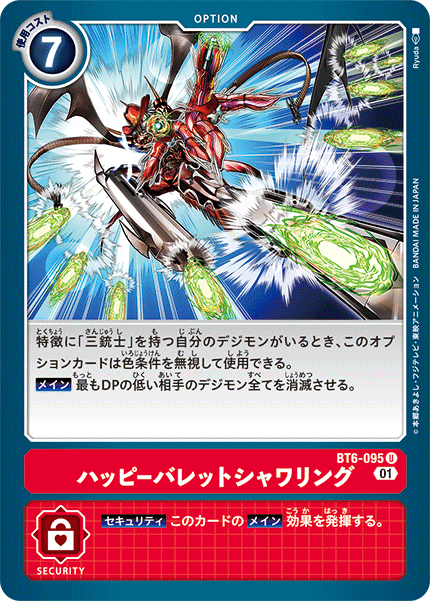 OPTION
使用コスト
7
Ryuda
©本郷あきよし・フジテレビ・東映アニメーション BANDAI MADE IN JAPAN
特徴に「三銃士」を持つ自分のデジモンがいるとき、このオプ
ションカードは色条件を無視して使用できる。
メイン 最もDPの低い相手のデジモン全てを消滅させる。
BT6-095 U
ハッピーバレットシャワリング
01
セキュリティ このカードの メイン 効果を発揮する。
SECURITY